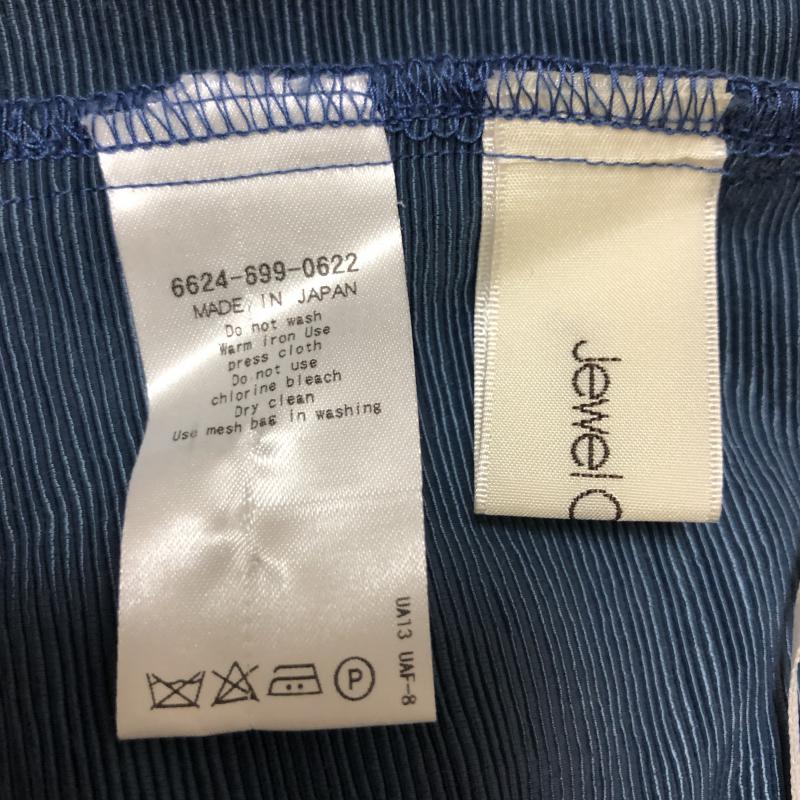 6624-699-0622
MADE IN JAPAN
Do not wash
Warm iron Use
press cloth
Do not use
chlorine bleach
Dry clean
Use mesh bag in washing
UA13 UAF-8
P
Jewel